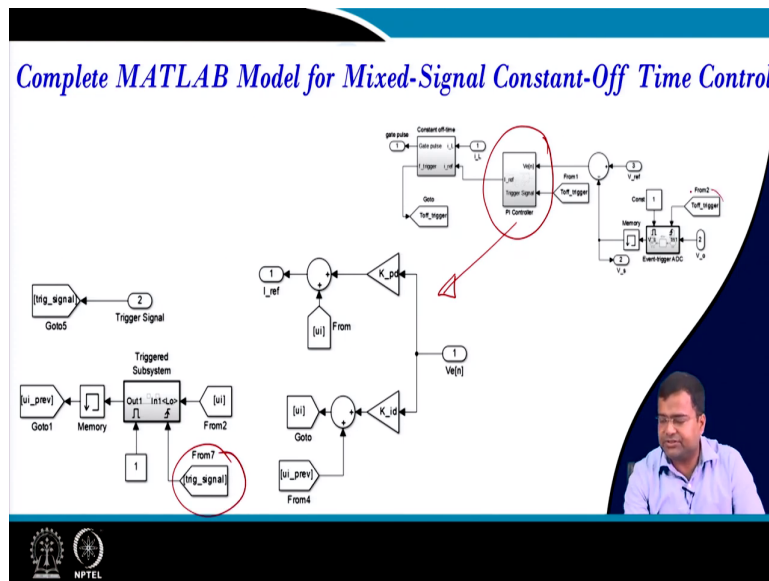 Complete MATLAB Model for Mixed-Signal Constant-Off Time Control
gate pulse
Constant off-time
1
Gate pulse
i_L
1
I_L
T_trigger
i_ref
Goto
Toff_trigger
I_ref
Ve[n]
Trigger Signal
PI Controller
From1
Toff_trigger
3
V_ref
From2
Toff_trigger
Const
1
Memory
V_s
In1
2
V_o
Event-trigger ADC
2
V_s
1
I_ref
K_pd
[ui]
From
1
Ve[n]
[ui]
Goto
K_id
[ui_prev]
From4
[trig_signal]
Goto5
2
Trigger Signal
Triggered
Subsystem
[ui_prev]
Goto1
Memory
Out1
In1<Lo>
[ui]
From2
1
From7
[trig_signal]
NPTEL